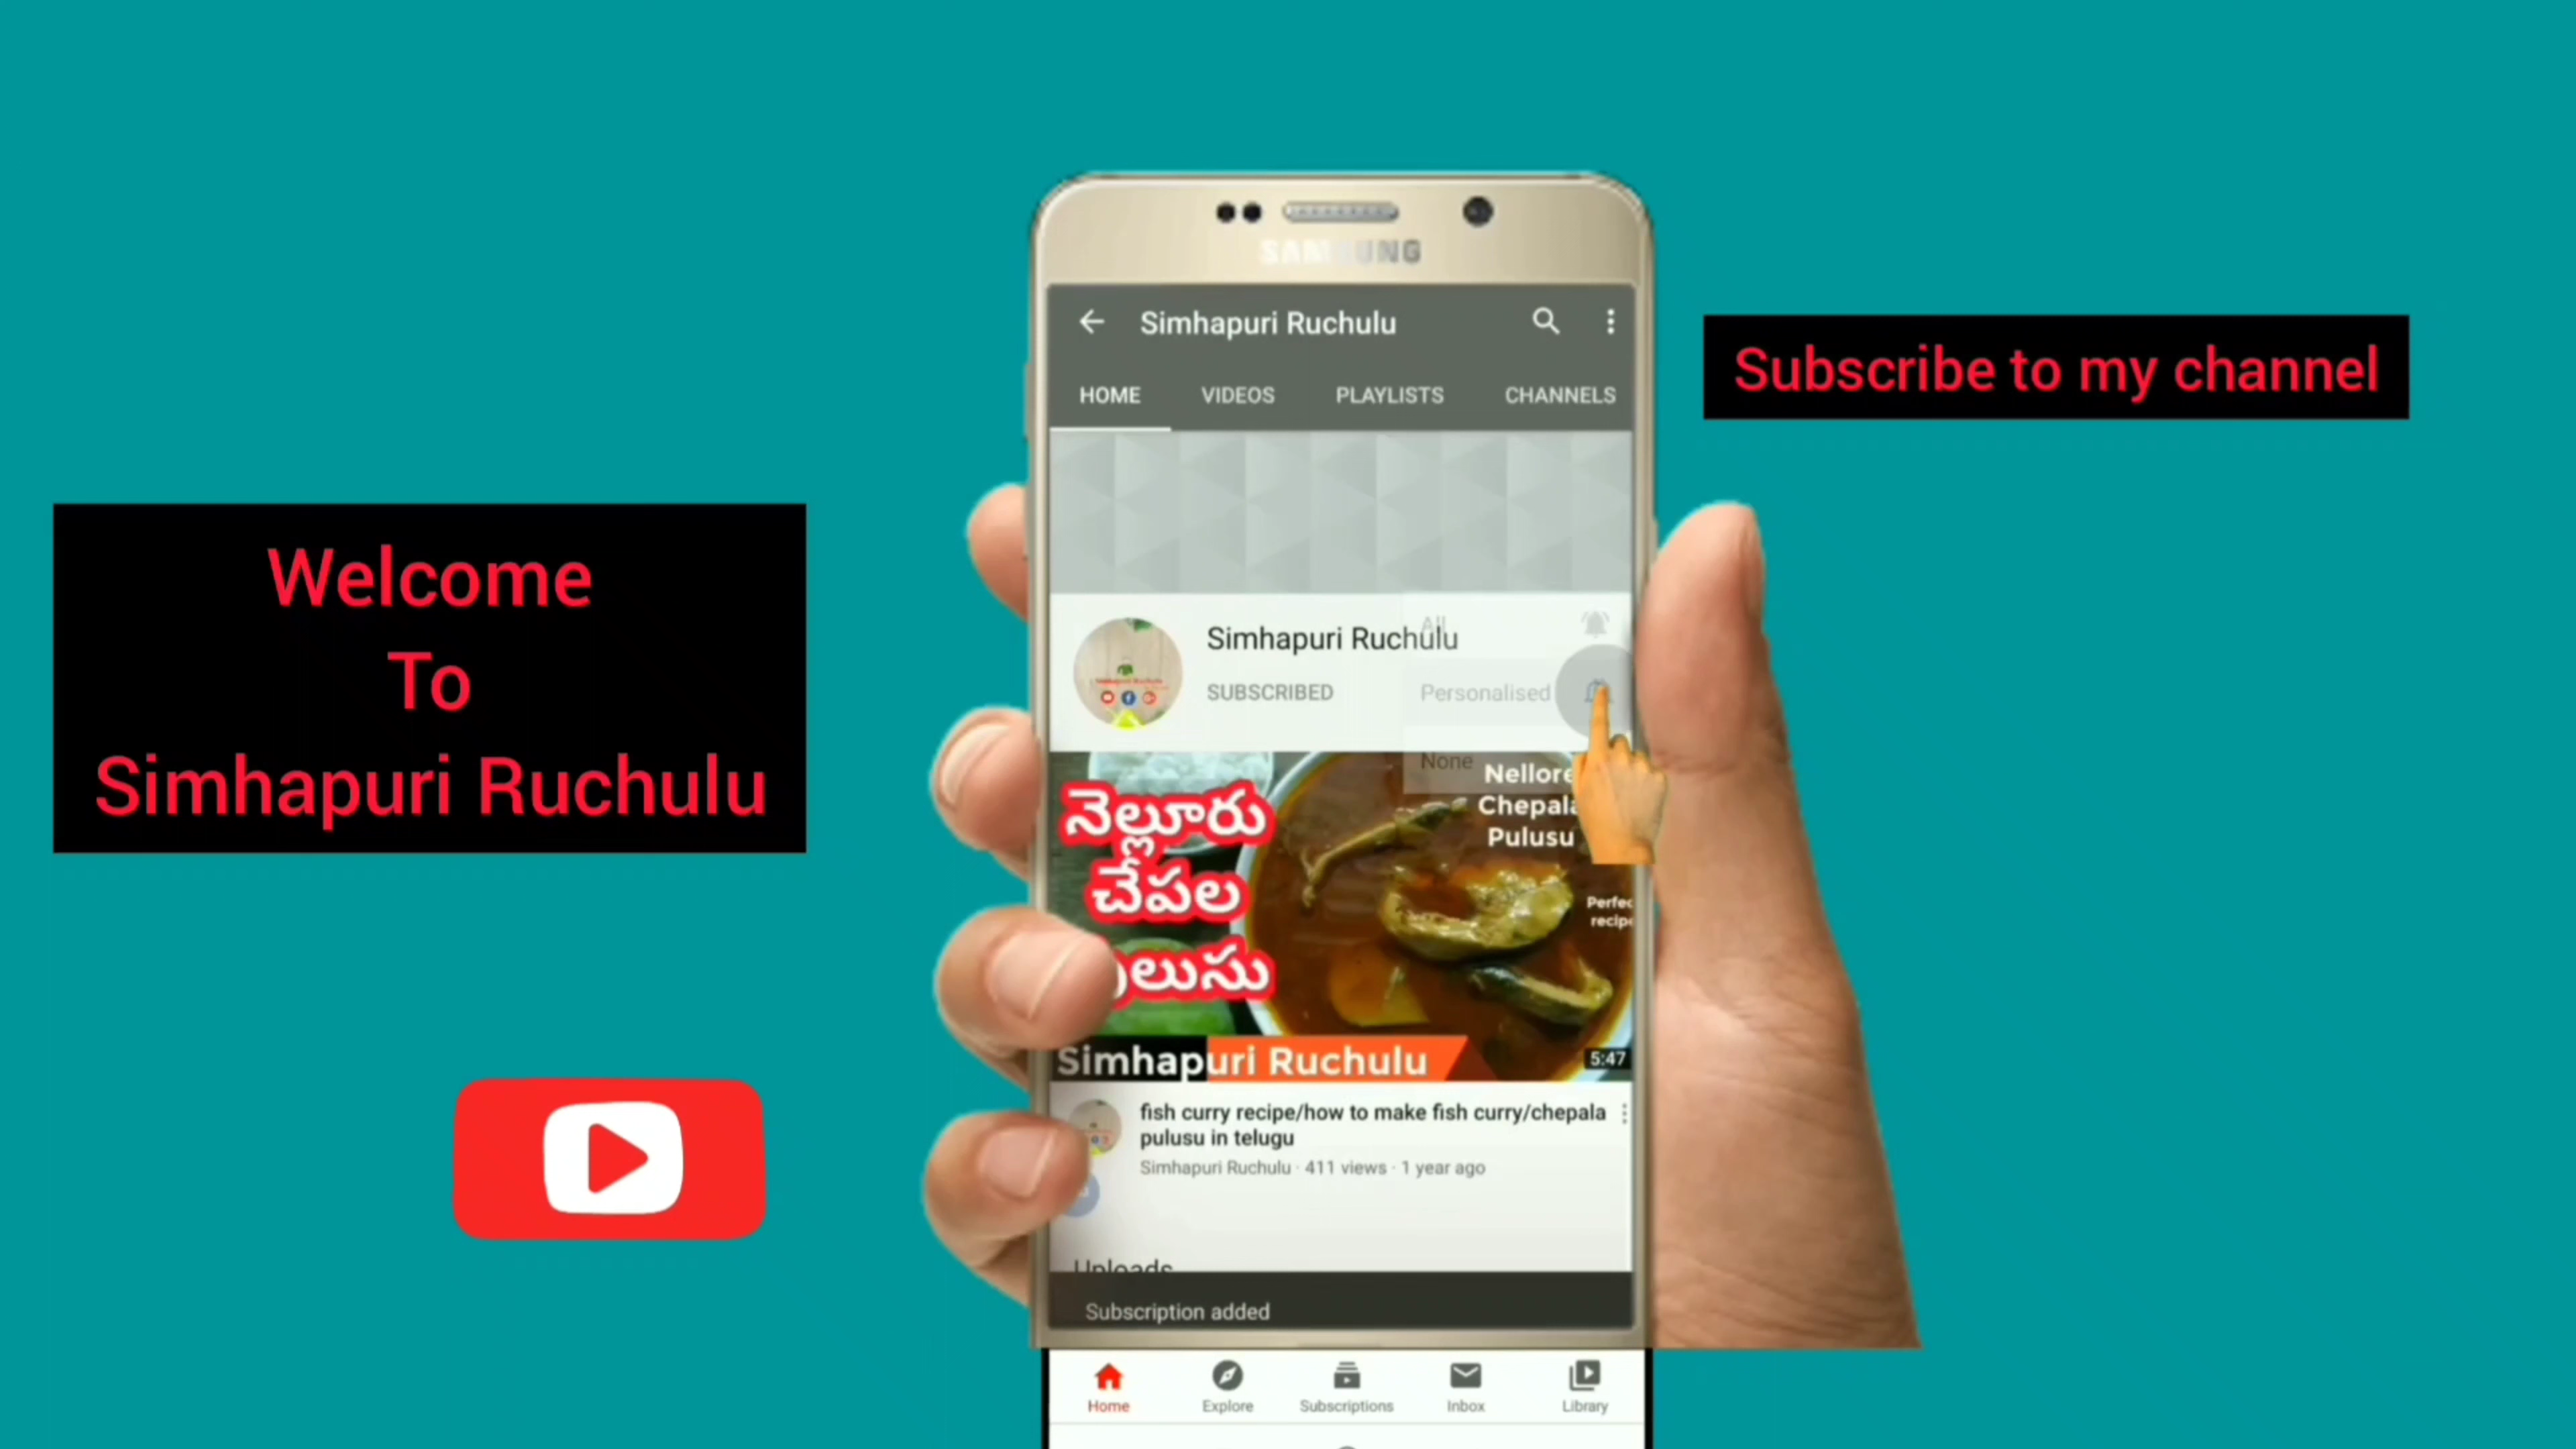 SAMSUNG
Simhapuri Ruchulu
HOME VIDEOS PLAYLISTS CHANNELS
Subscribe to my channel
Welcome
To
Simhapuri Ruchulu
Simhapuri Ruchulu
All
SUBSCRIBED
Personalised
None
నెల్లూరు
చేపల
పులుసు
Nellore
Chepala
Pulusu
Simhapuri Ruchulu
5:47
fish curry recipe/how to make fish curry/chepala
pulusu in telugu
Simhapuri Ruchulu · 411 views · 1 year ago
Uploads
Subscription added
Home Explore Subscriptions Inbox Library